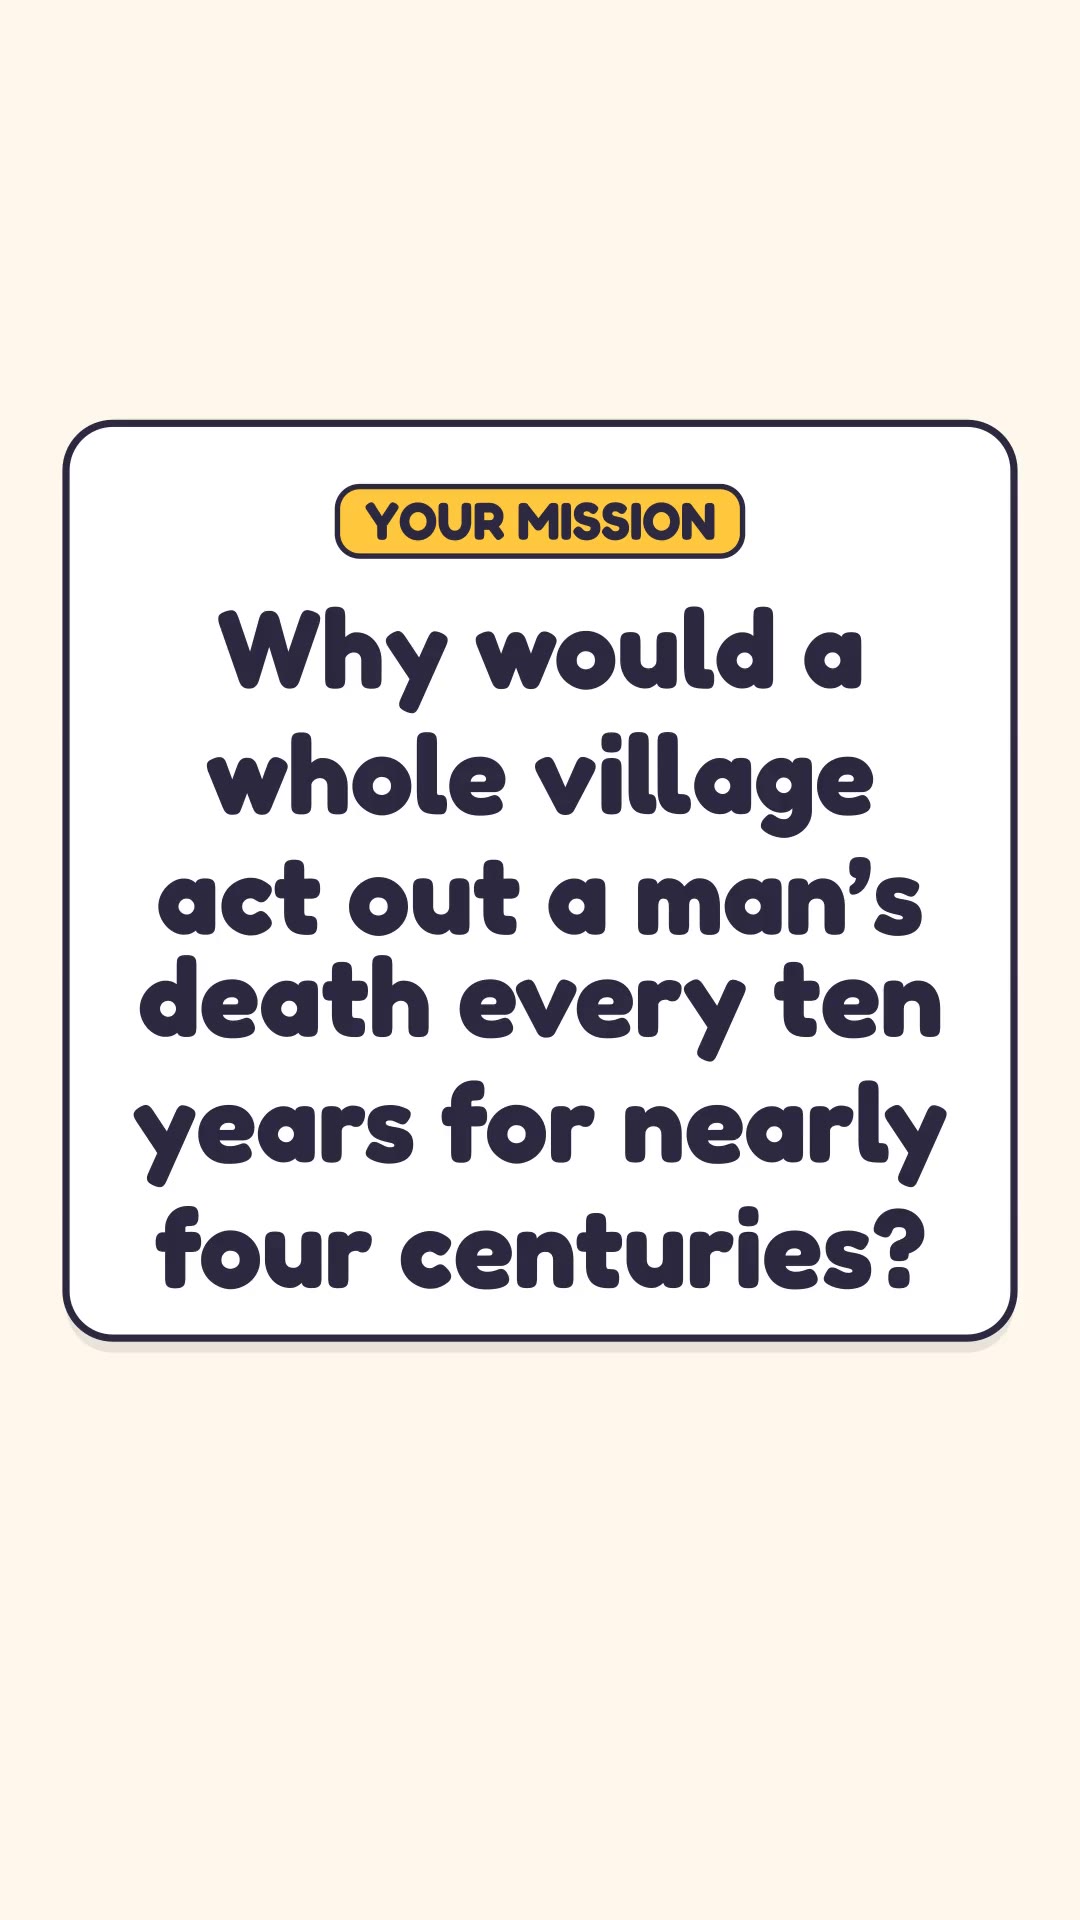 YOUR MISSION
Why would a
whole village
act out a man’s
death every ten
years for nearly
four centuries?